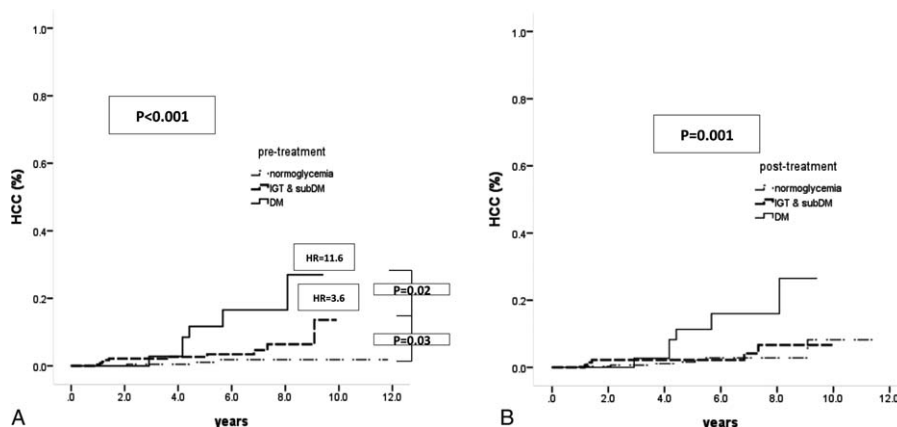 1.0
0.8
0.6
0.4
0.2
0.0
HCC (%)
P<0.001
pre-treatment
normoglycemia
IGT & subDM
DM
HR=11.6
HR=3.6
P=0.02
P=0.03
.0 2.0 4.0 6.0 8.0 10.0 12.0
years
A
1.0
0.8
0.6
0.4
0.2
0.0
HCC (%)
P=0.001
post-treatment
normoglycemia
IGT & subDM
DM
.0 2.0 4.0 6.0 8.0 10.0 12.0
years
B